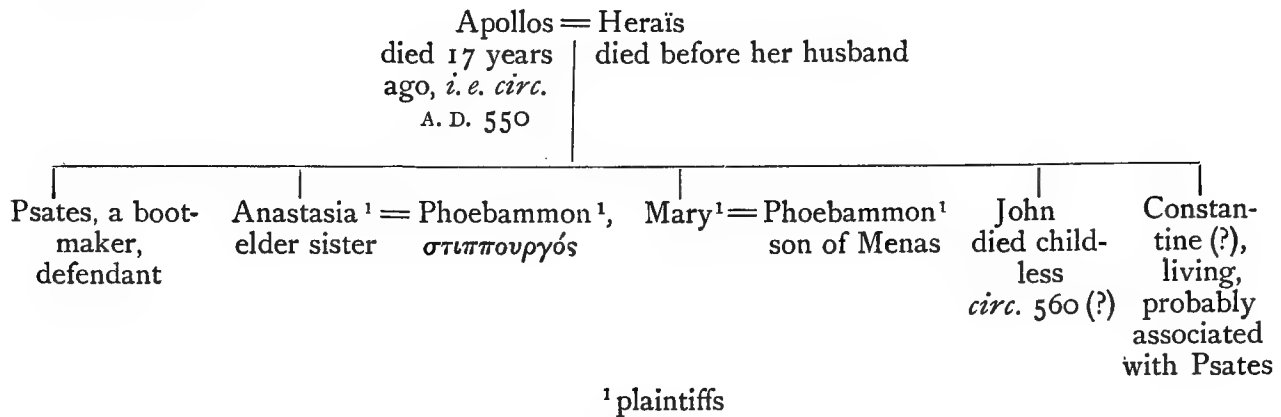 Apollos = Heraïs
died 17 years died before her husband
ago, i. e. circ.
A. D. 550
Psates, a boot- Anastasia ¹ = Phoebammon ¹, Mary ¹ = Phoebammon ¹ John Constan-
maker, elder sister στιππουργός son of Menas died child- tine (?),
defendant less living,
circ. 560 (?) probably
associated
with Psates
¹ plaintiffs